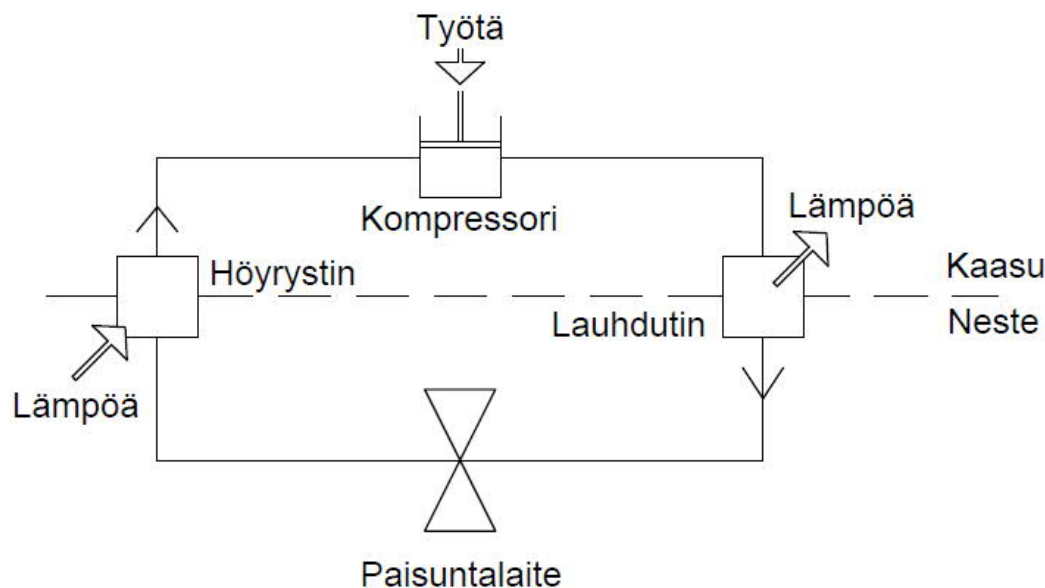 Työtä
Kompressori
Lämpöä
Höyrystin
Kaasu
Lauhdutin
Neste
Lämpöä
Paisuntalaite